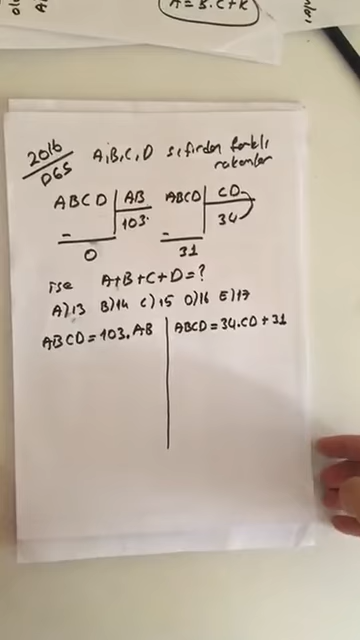 A = B.C+K
2016
DGS
A,B,C,D sıfırdan farklı
rakamlar
ABCD | AB
103
-
0
ABCD | CD
34
-
31
ise A+B+C+D=?
A)13 B)14 C)15 D)16 E)17
ABCD = 103.AB
ABCD = 34.CD+31